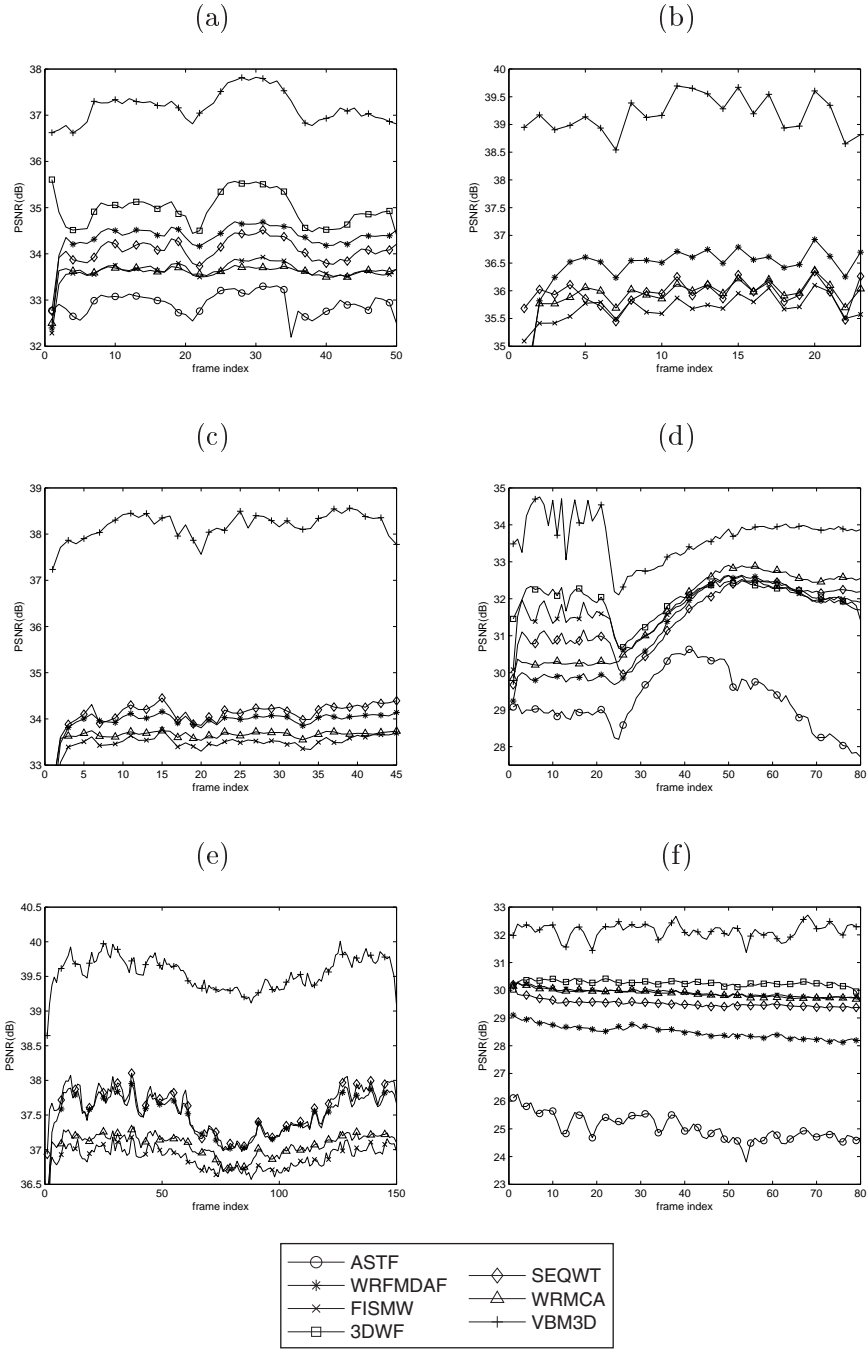 (a)
(b)
38
37
36
35
34
33
32
PSNR(dB)
0 10 20 30 40 50
frame index
40
39.5
39
38.5
38
37.5
37
36.5
36
35.5
35
PSNR(dB)
5 10 15 20
frame index
(c)
(d)
39
38
37
36
35
34
33
PSNR(dB)
0 5 10 15 20 25 30 35 40 45
frame index
35
34
33
32
31
30
29
28
PSNR(dB)
0 10 20 30 40 50 60 70 80
frame index
(e)
(f)
40.5
40
39.5
39
38.5
38
37.5
37
36.5
PSNR(dB)
0 50 100 150
frame index
33
32
31
30
29
28
27
26
25
24
23
PSNR(dB)
0 10 20 30 40 50 60 70 80
frame index
ASTF
WRFMDAF
FISMW
3DWF
SEQWT
WRMCA
VBM3D